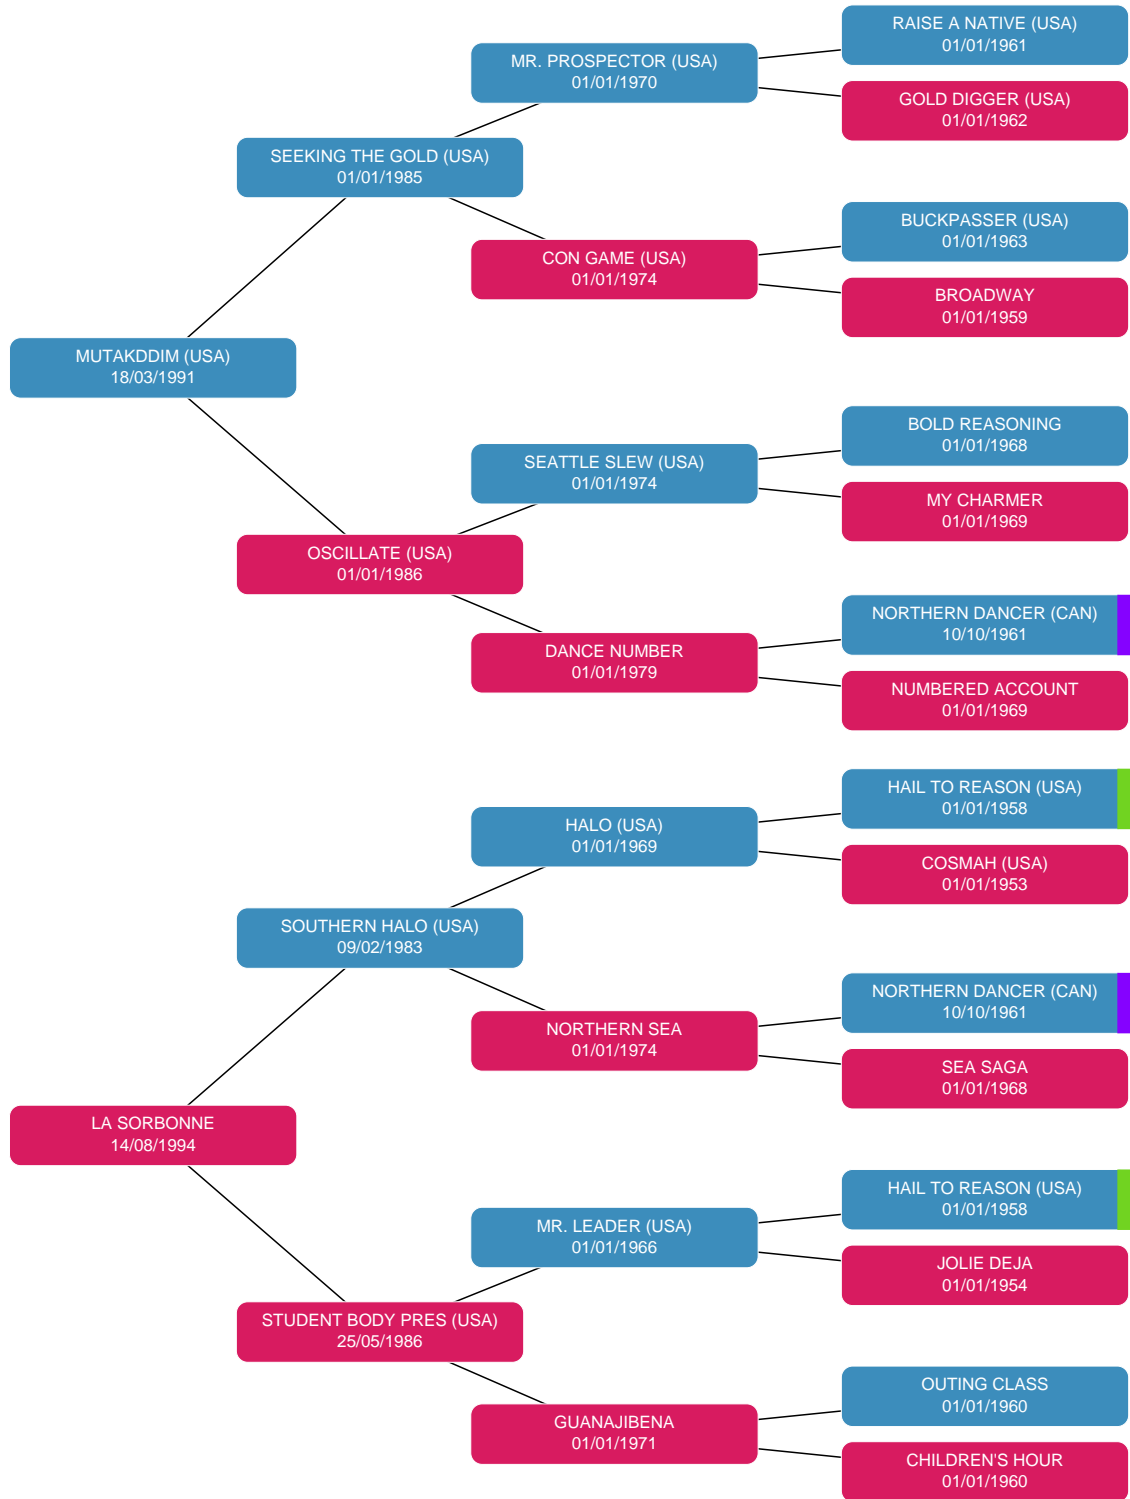 RAISE A NATIVE (USA)
01/01/1961
MR. PROSPECTOR (USA)
01/01/1970
GOLD DIGGER (USA)
01/01/1962
SEEKING THE GOLD (USA)
01/01/1985
BUCKPASSER (USA)
01/01/1963
CON GAME (USA)
01/01/1974
BROADWAY
01/01/1959
MUTAKDDIM (USA)
18/03/1991
BOLD REASONING
01/01/1968
SEATTLE SLEW (USA)
01/01/1974
MY CHARMER
01/01/1969
OSCILLATE (USA)
01/01/1986
NORTHERN DANCER (CAN)
10/10/1961
DANCE NUMBER
01/01/1979
NUMBERED ACCOUNT
01/01/1969
HAIL TO REASON (USA)
01/01/1958
HALO (USA)
01/01/1969
COSMAH (USA)
01/01/1953
SOUTHERN HALO (USA)
09/02/1983
NORTHERN DANCER (CAN)
10/10/1961
NORTHERN SEA
01/01/1974
SEA SAGA
01/01/1968
LA SORBONNE
14/08/1994
HAIL TO REASON (USA)
01/01/1958
MR. LEADER (USA)
01/01/1966
JOLIE DEJA
01/01/1954
STUDENT BODY PRES (USA)
25/05/1986
OUTING CLASS
01/01/1960
GUANAJIBENA
01/01/1971
CHILDREN'S HOUR
01/01/1960